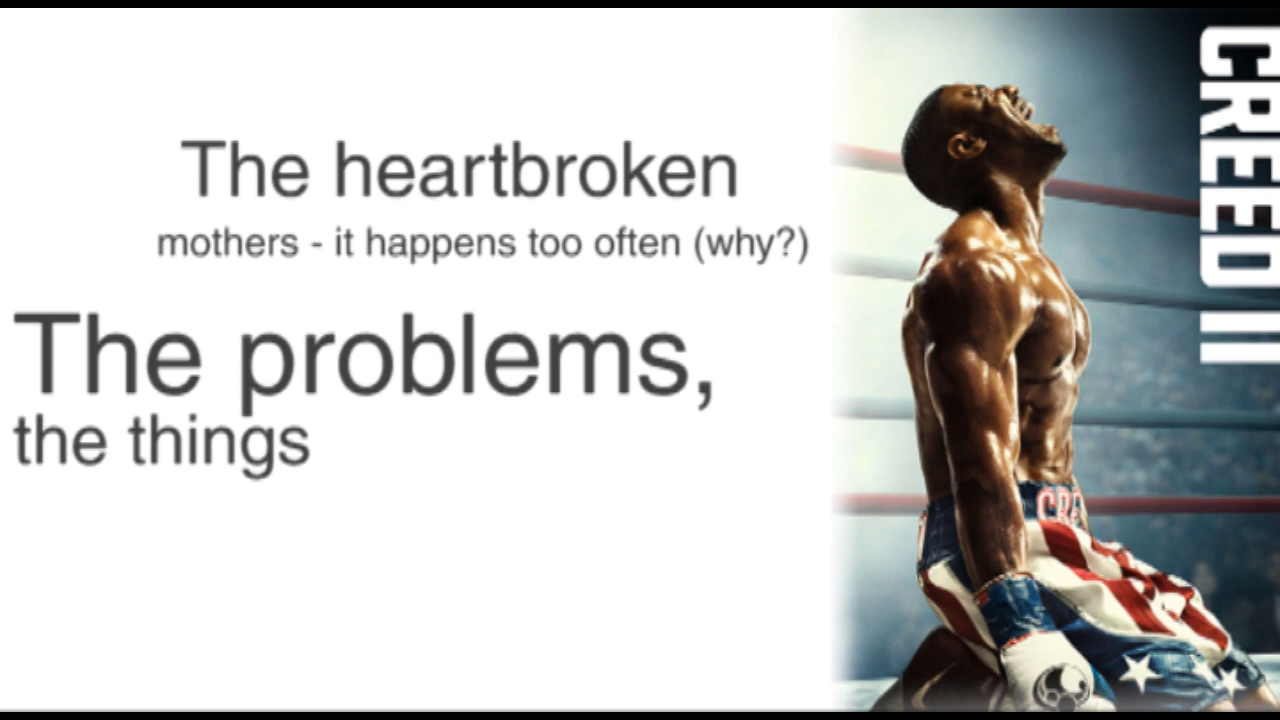 The heartbroken
mothers - it happens too often (why?)
The problems,
the things
CREED II